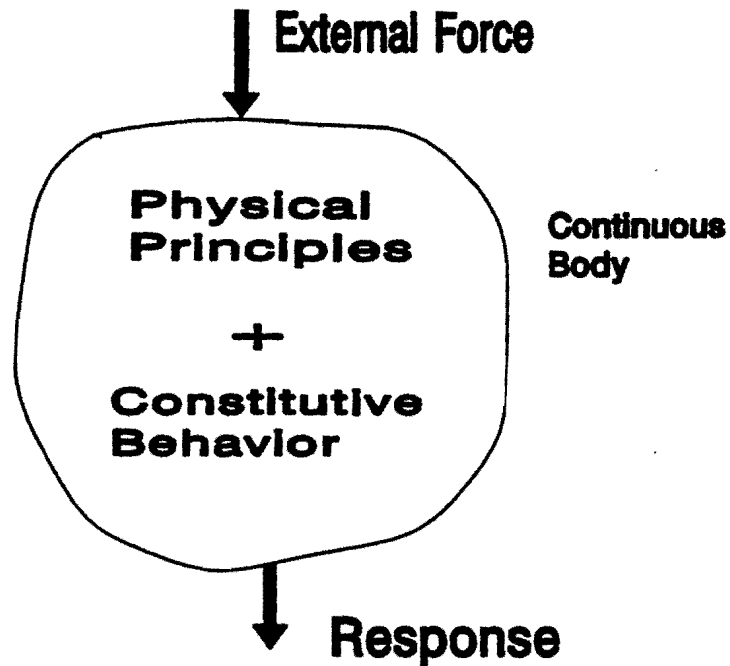 External Force
Physical
Principles
+
Constitutive
Behavior
Continuous
Body
Response